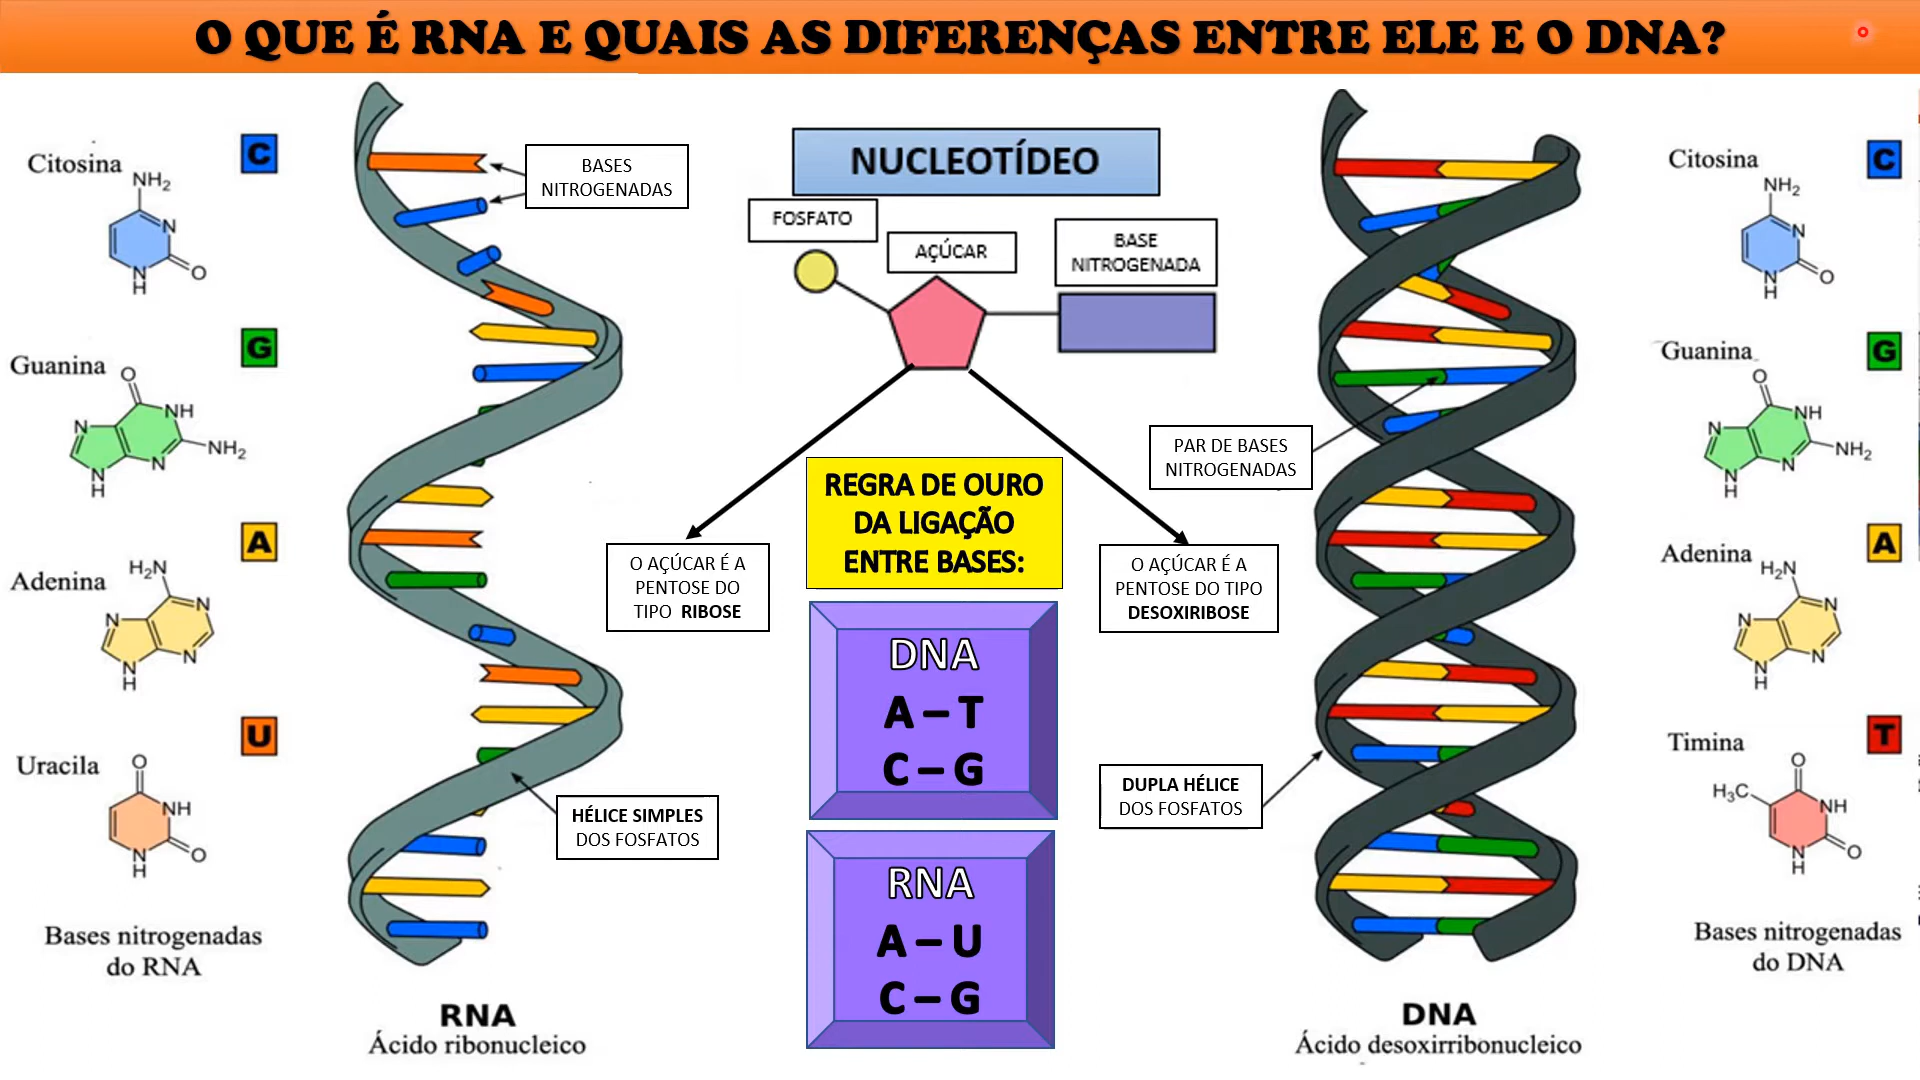 O QUE É RNA E QUAIS AS DIFERENÇAS ENTRE ELE E O DNA?
Citosina
C
NH₂
N
N
H
O
Guanina
G
O
N
NH
N
H
N
NH₂
Adenina
A
H₂N
N
N
N
H
N
Uracila
U
O
NH
N
H
O
Bases nitrogenadas
do RNA
BASES
NITROGENADAS
HÉLICE SIMPLES
DOS FOSFATOS
RNA
Ácido ribonucleico
NUCLEOTÍDEO
FOSFATO
AÇÚCAR
BASE
NITROGENADA
O AÇÚCAR É A
PENTOSE DO
TIPO RIBOSE
REGRA DE OURO
DA LIGAÇÃO
ENTRE BASES:
O AÇÚCAR É A
PENTOSE DO TIPO
DESOXIRIBOSE
DNA
A – T
C – G
RNA
A – U
C – G
PAR DE BASES
NITROGENADAS
DUPLA HÉLICE
DOS FOSFATOS
DNA
Ácido desoxirribonucleico
Citosina
C
NH₂
N
N
H
O
Guanina
G
O
N
NH
N
H
N
NH₂
Adenina
A
H₂N
N
N
N
H
N
Timina
T
O
H₃C
NH
N
H
O
Bases nitrogenadas
do DNA